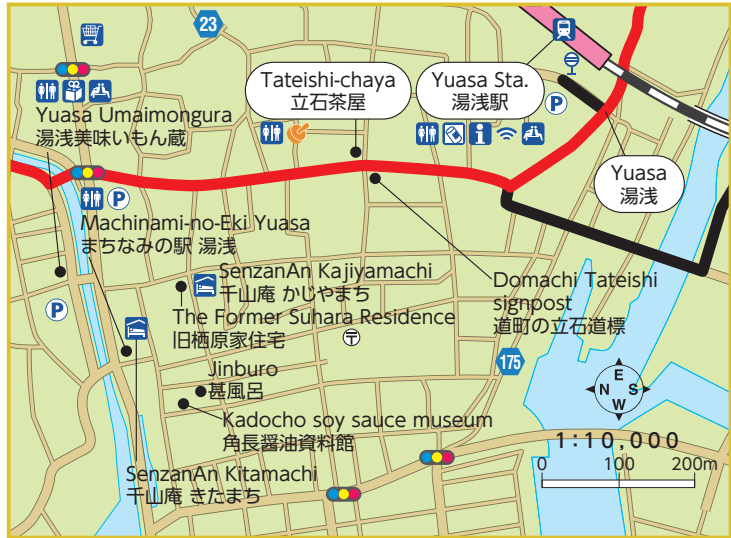 23
Tateishi-chaya
立石茶屋
Yuasa Sta.
湯浅駅
P
Yuasa Umaimongura
湯浅美味いもん蔵
Yuasa
湯浅
P
Machinami-no-Eki Yuasa
まちなみの駅 湯浅
SenzanAn Kajiyamachi
千山庵 かじやまち
Domachi Tateishi
signpost
道町の立石道標
P
The Former Suhara Residence
旧栖原家住宅
〒
175
Jinburo
甚風呂
E
N S
W
Kadocho soy sauce museum
角長醤油資料館
1:10,000
0 100 200m
SenzanAn Kitamachi
千山庵 きたまち